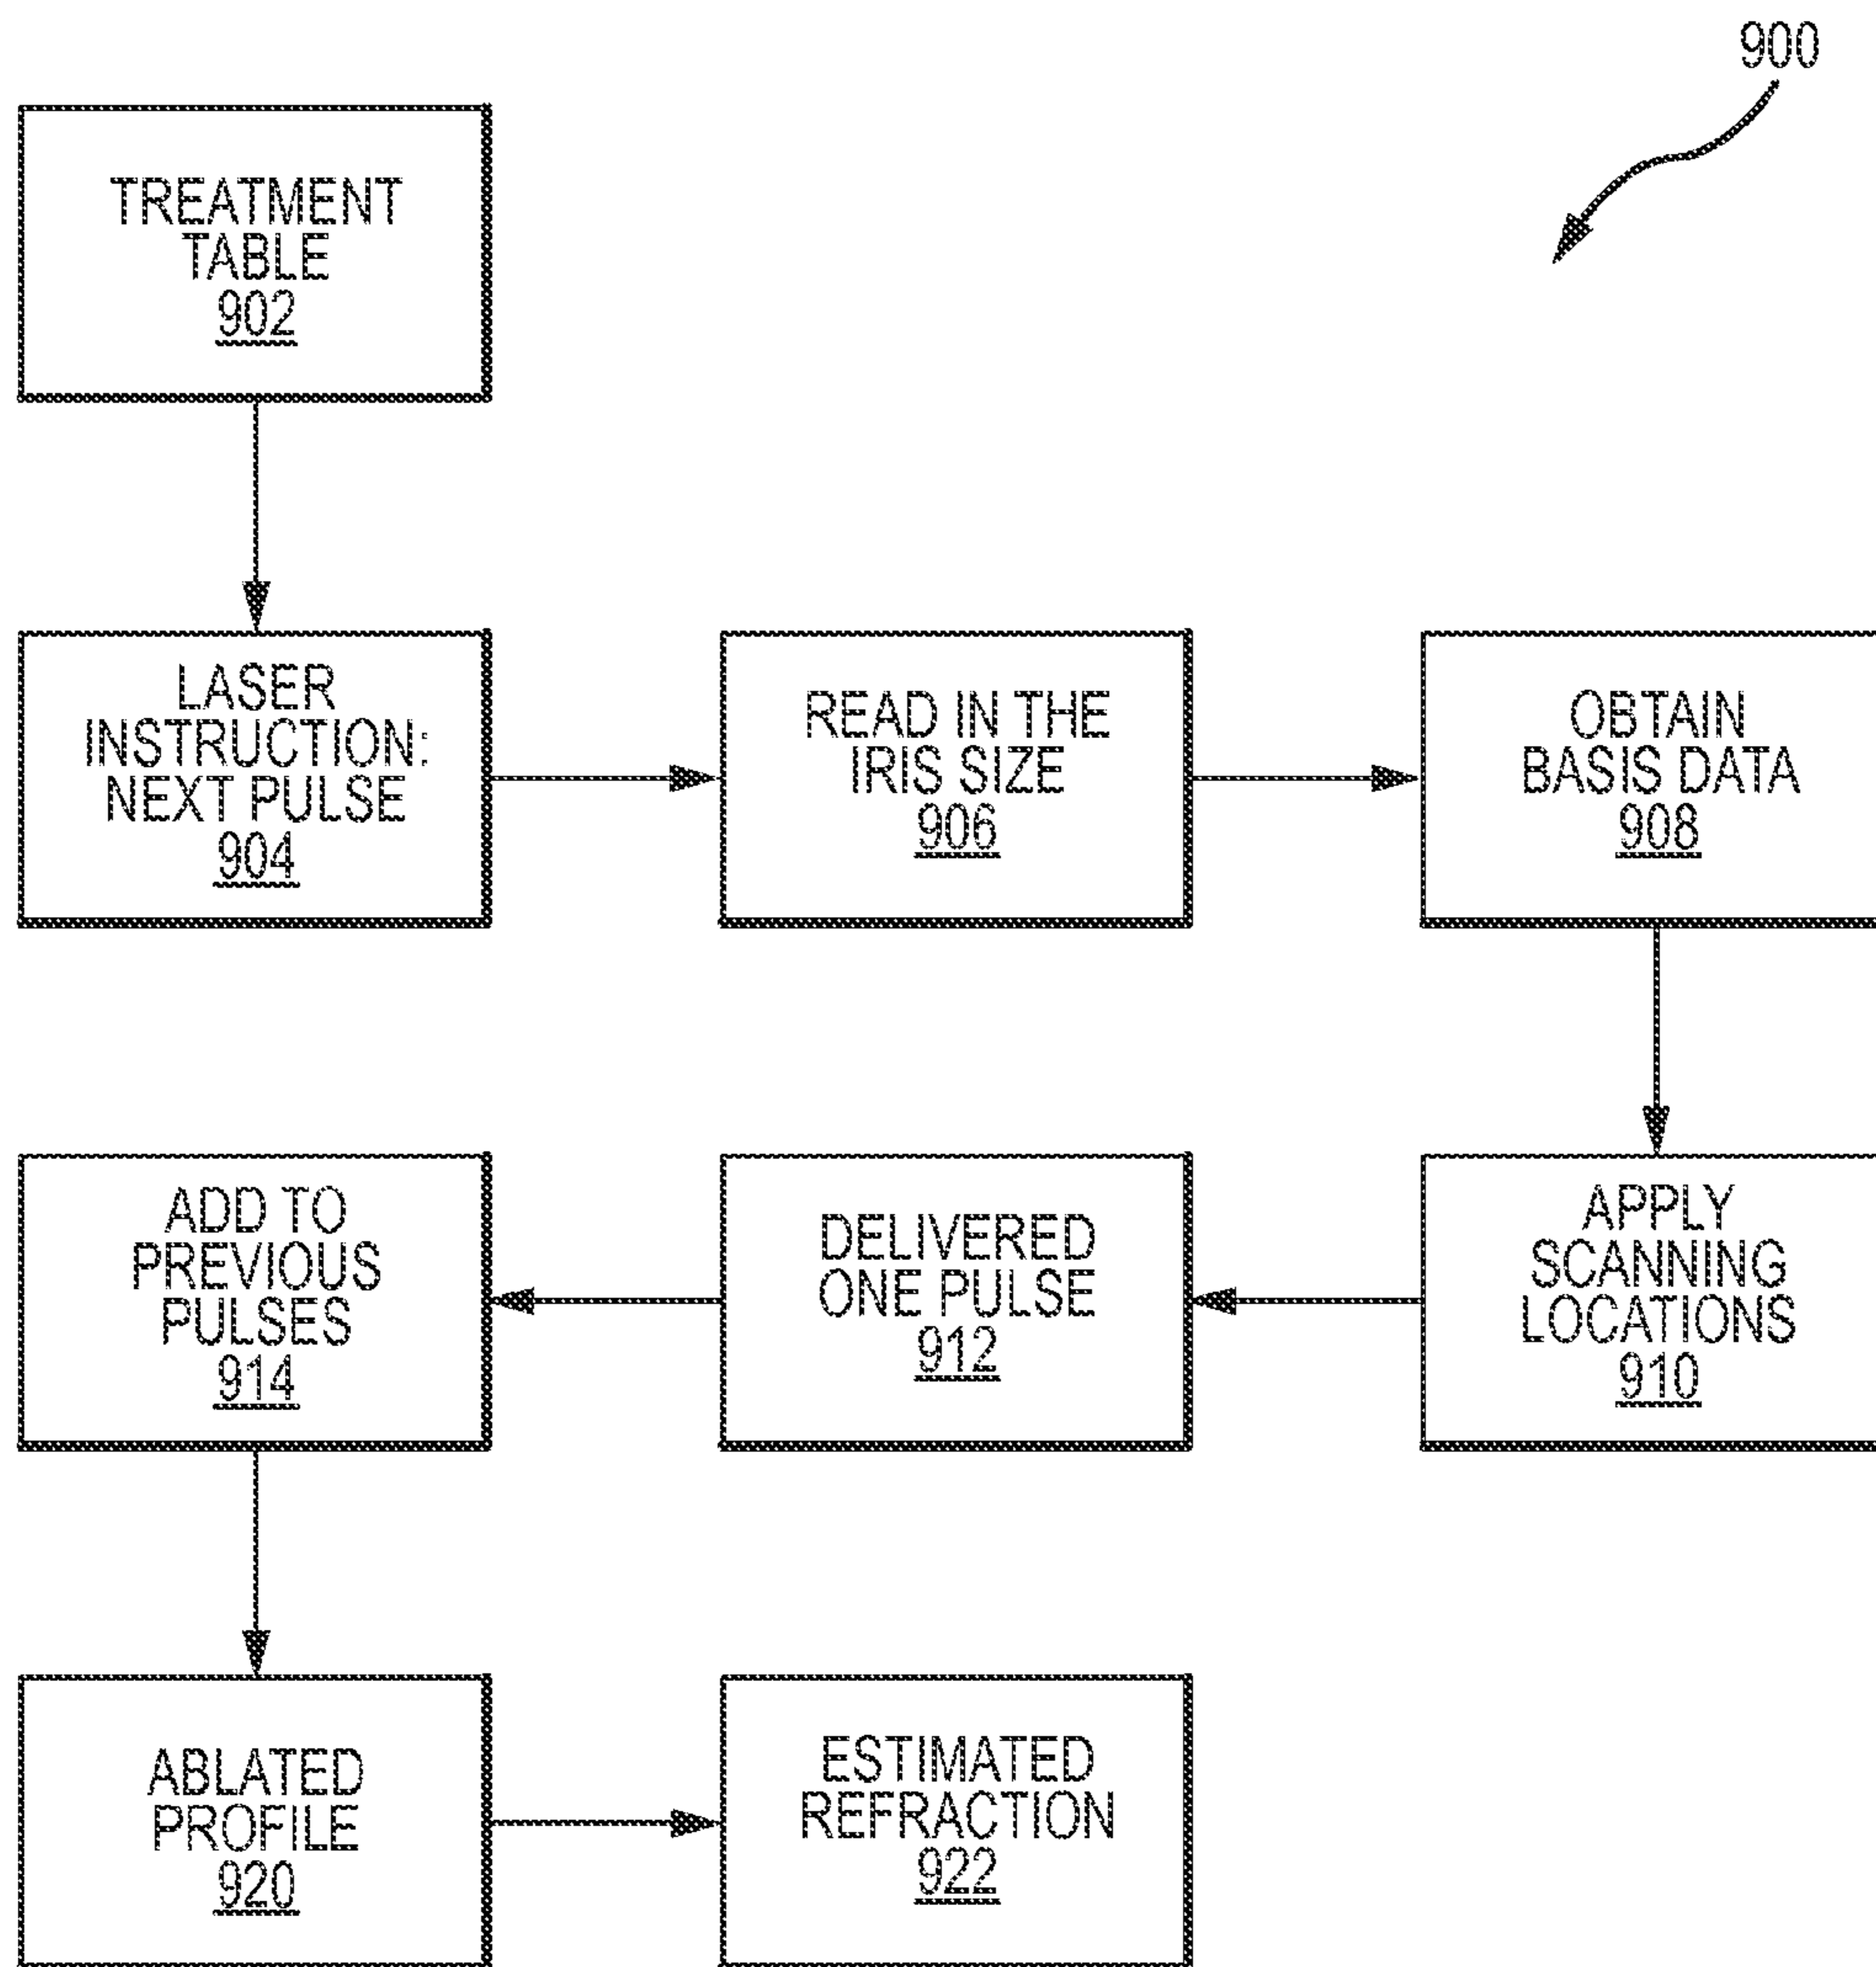 900
TREATMENT
TABLE
902
LASER
INSTRUCTION:
NEXT PULSE
904
READ IN THE
IRIS SIZE
906
OBTAIN
BASIS DATA
908
ADD TO
PREVIOUS
PULSES
914
DELIVERED
ONE PULSE
912
APPLY
SCANNING
LOCATIONS
910
ABLATED
PROFILE
920
ESTIMATED
REFRACTION
922